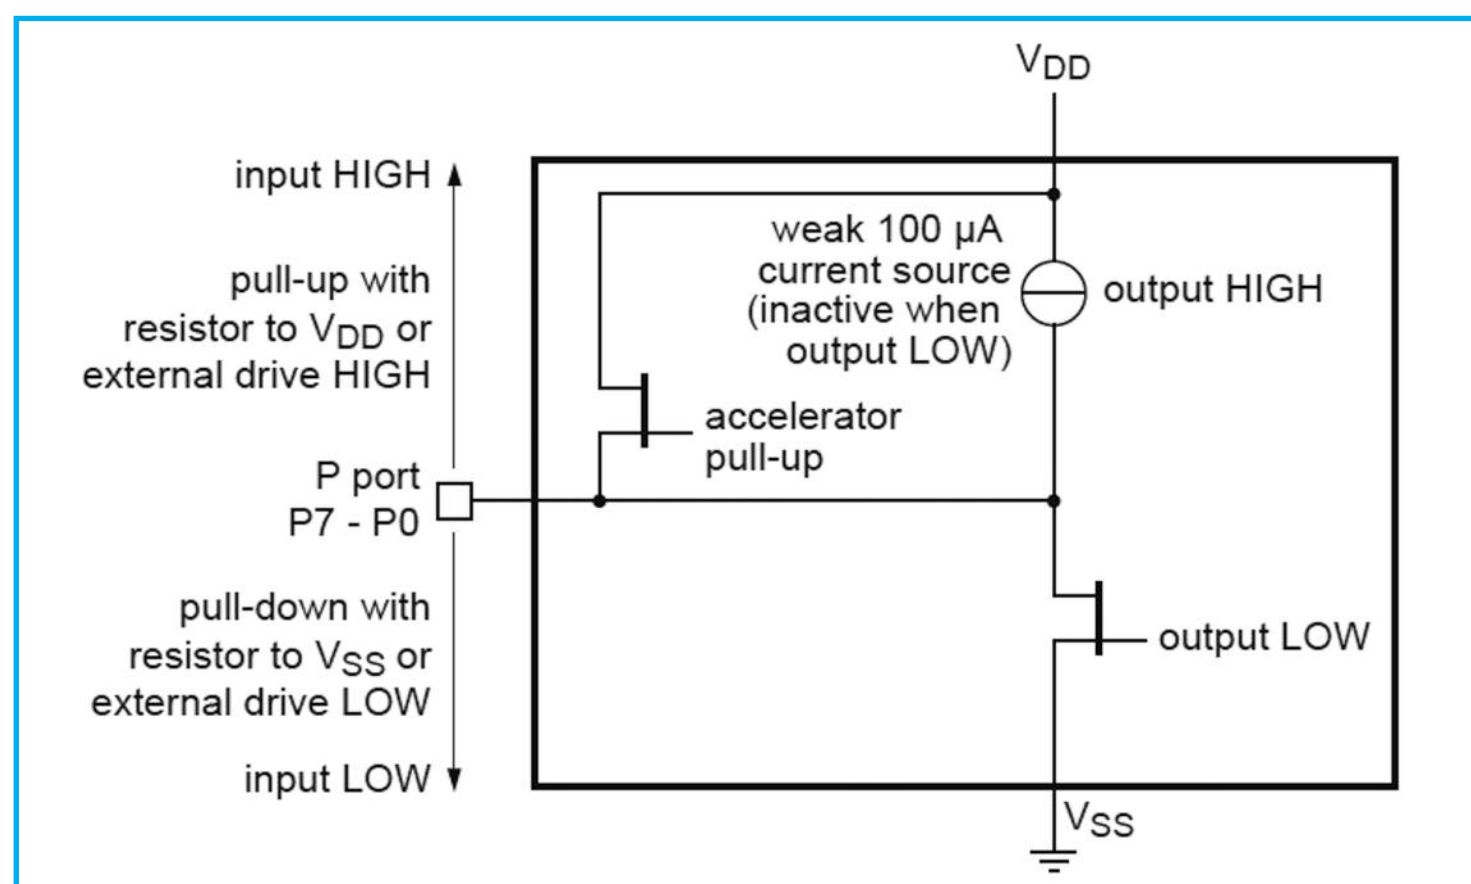 VDD
input HIGH
weak 100 µA
current source
(inactive when
output LOW)
output HIGH
pull-up with
resistor to VDD or
external drive HIGH
accelerator
pull-up
P port
P7 - P0
pull-down with
resistor to VSS or
external drive LOW
output LOW
input LOW
VSS